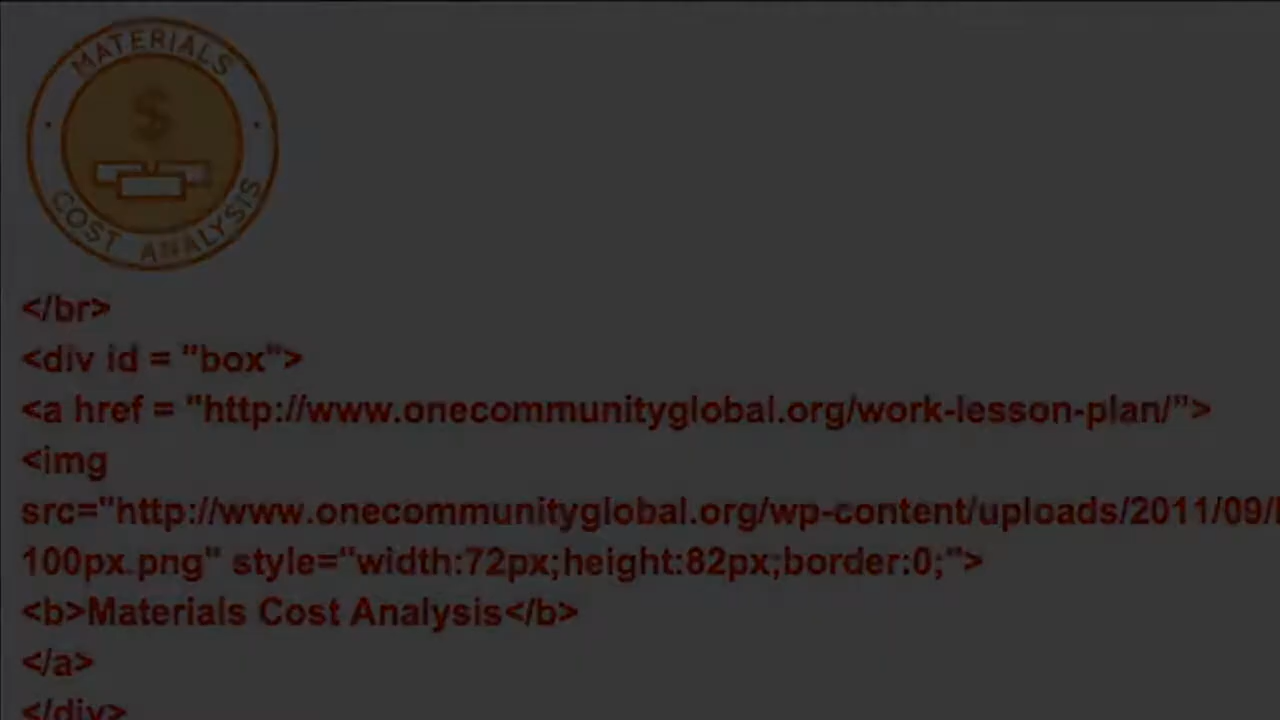 MATERIALS
$
COST ANALYSIS
</br>
<div id = "box">
<a href = "http://www.onecommunityglobal.org/work-lesson-plan/”>
<img
src="http://www.onecommunityglobal.org/wp-content/uploads/2011/09/
100px.png" style="width:72px;height:82px;border:0;">
<b>Materials Cost Analysis</b>
</a>
</div>